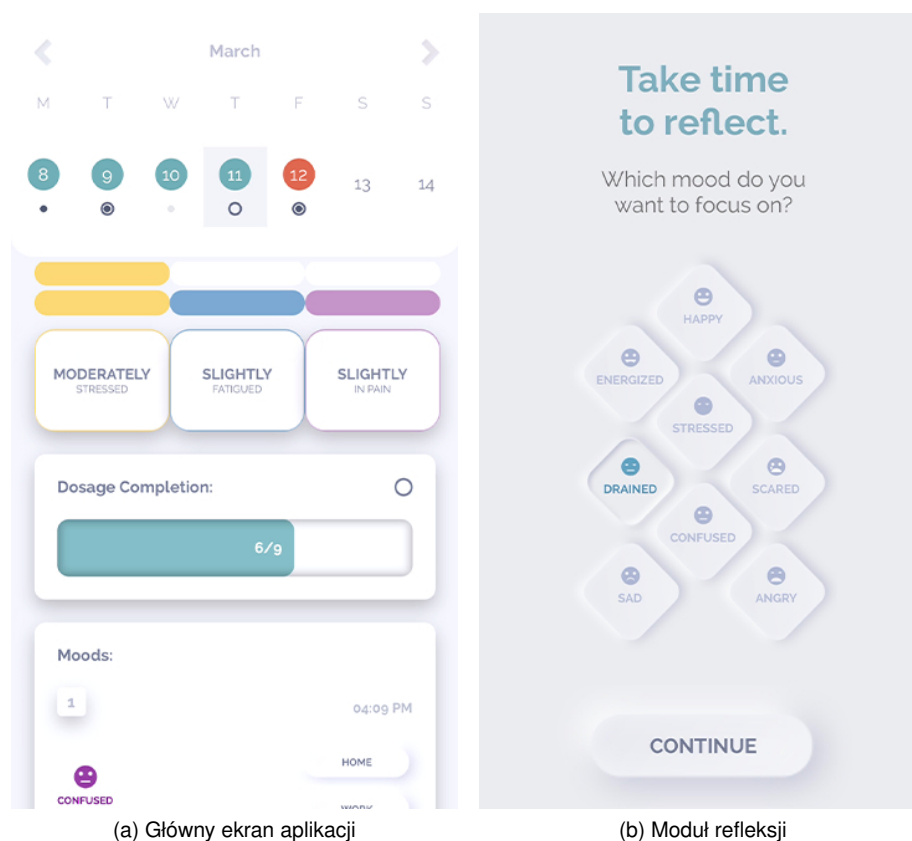 March
M T W T F S S
8 9 10 11 12 13 14
MODERATELY
STRESSED
SLIGHTLY
FATIGUED
SLIGHTLY
IN PAIN
Dosage Completion:
6/9
Moods:
1
04:09 PM
HOME
CONFUSED
WORK
(a) Główny ekran aplikacji
Take time
to reflect.
Which mood do you
want to focus on?
HAPPY
ENERGIZED
ANXIOUS
STRESSED
DRAINED
SCARED
CONFUSED
SAD
ANGRY
CONTINUE
(b) Moduł refleksji